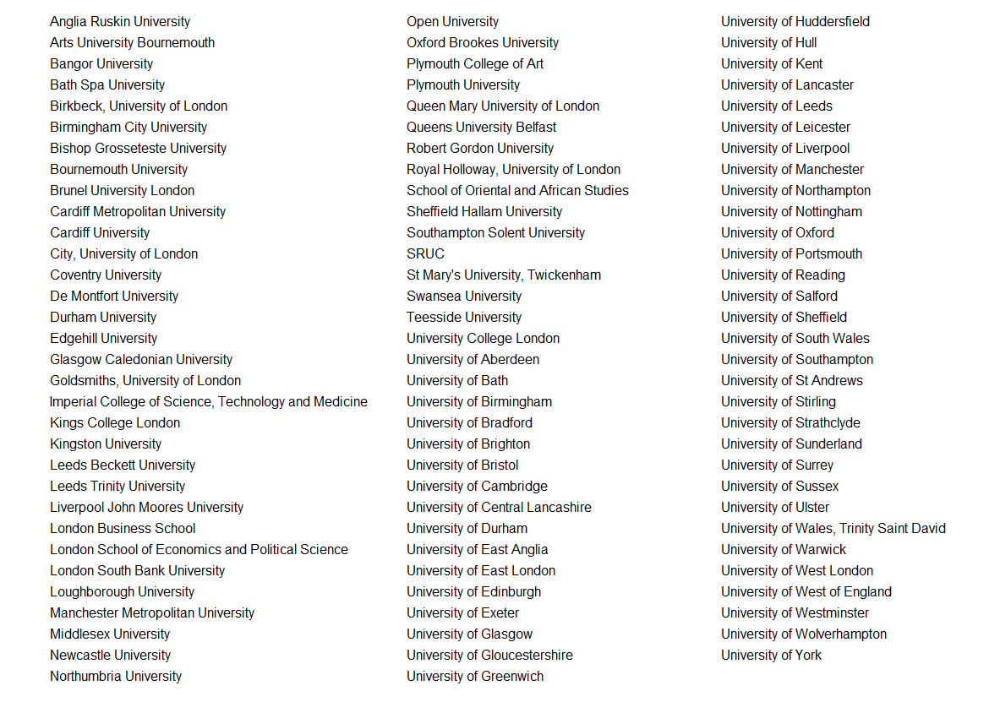 Anglia Ruskin University
Arts University Bournemouth
Bangor University
Bath Spa University
Birkbeck, University of London
Birmingham City University
Bishop Grosseteste University
Bournemouth University
Brunel University London
Cardiff Metropolitan University
Cardiff University
City, University of London
Coventry University
De Montfort University
Durham University
Edgehill University
Glasgow Caledonian University
Goldsmiths, University of London
Imperial College of Science, Technology and Medicine
Kings College London
Kingston University
Leeds Beckett University
Leeds Trinity University
Liverpool John Moores University
London Business School
London School of Economics and Political Science
London South Bank University
Loughborough University
Manchester Metropolitan University
Middlesex University
Newcastle University
Northumbria University
Open University
Oxford Brookes University
Plymouth College of Art
Plymouth University
Queen Mary University of London
Queens University Belfast
Robert Gordon University
Royal Holloway, University of London
School of Oriental and African Studies
Sheffield Hallam University
Southampton Solent University
SRUC
St Mary's University, Twickenham
Swansea University
Teesside University
University College London
University of Aberdeen
University of Bath
University of Birmingham
University of Bradford
University of Brighton
University of Bristol
University of Cambridge
University of Central Lancashire
University of Durham
University of East Anglia
University of East London
University of Edinburgh
University of Exeter
University of Glasgow
University of Gloucestershire
University of Greenwich
University of Huddersfield
University of Hull
University of Kent
University of Lancaster
University of Leeds
University of Leicester
University of Liverpool
University of Manchester
University of Northampton
University of Nottingham
University of Oxford
University of Portsmouth
University of Reading
University of Salford
University of Sheffield
University of South Wales
University of Southampton
University of St Andrews
University of Stirling
University of Strathclyde
University of Sunderland
University of Surrey
University of Sussex
University of Ulster
University of Wales, Trinity Saint David
University of Warwick
University of West London
University of West of England
University of Westminster
University of Wolverhampton
University of York